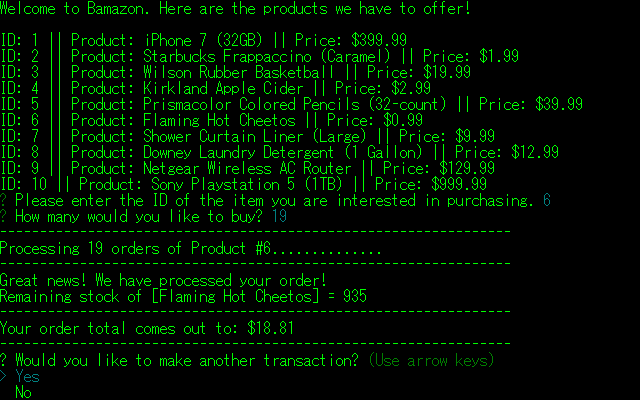 Welcome to Bamazon. Here are the products we have to offer!
ID: 1 || Product: iPhone 7 (32GB) || Price: $399.99
ID: 2 || Product: Starbucks Frappaccino (Caramel) || Price: $1.99
ID: 3 || Product: Wilson Rubber Basketball || Price: $19.99
ID: 4 || Product: Kirkland Apple Cider || Price: $2.99
ID: 5 || Product: Prismacolor Colored Pencils (32-count) || Price: $39.99
ID: 6 || Product: Flaming Hot Cheetos || Price: $0.99
ID: 7 || Product: Shower Curtain Liner (Large) || Price: $9.99
ID: 8 || Product: Downey Laundry Detergent (1 Gallon) || Price: $12.99
ID: 9 || Product: Netgear Wireless AC Router || Price: $129.99
ID: 10 || Product: Sony Playstation 5 (1TB) || Price: $999.99
? Please enter the ID of the item you are interested in purchasing. 6
? How many would you like to buy? 19
-----------------------------------------------------------------
Processing 19 orders of Product #6..............
-----------------------------------------------------------------
Great news! We have processed your order!
Remaining stock of [Flaming Hot Cheetos] = 935
-----------------------------------------------------------------
Your order total comes out to: $18.81
-----------------------------------------------------------------
? Would you like to make another transaction? (Use arrow keys)
> Yes
No